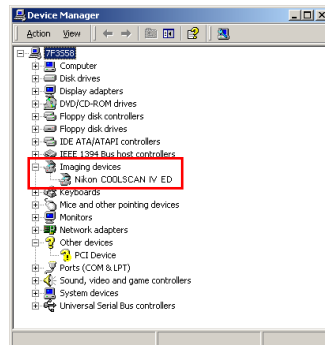 Device Manager
Action View
7F3S58
Computer
Disk drives
Display adapters
DVD/CD-ROM drives
Floppy disk controllers
Floppy disk drives
IDE ATA/ATAPI controllers
IEEE 1394 Bus host controllers
Imaging devices
Nikon COOLSCAN IV ED
Keyboards
Mice and other pointing devices
Monitors
Network adapters
Other devices
PCI Device
Ports (COM & LPT)
Sound, video and game controllers
System devices
Universal Serial Bus controllers